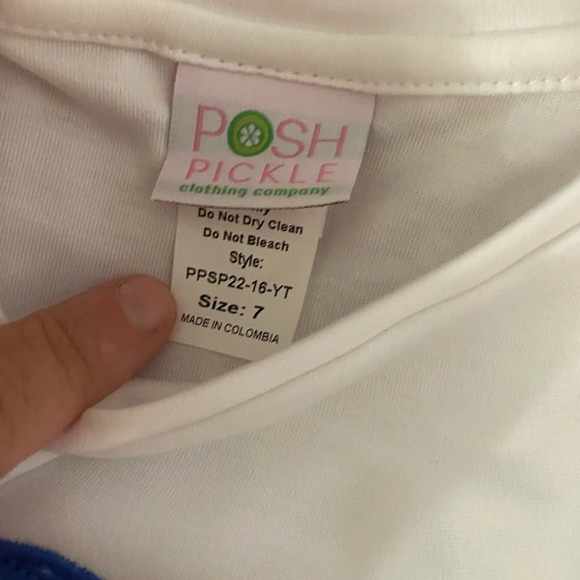 POSH
PICKLE
clothing company
Do Not Dry Clean
Do Not Bleach
Style:
PPSP22-16-YT
Size: 7
MADE IN COLOMBIA